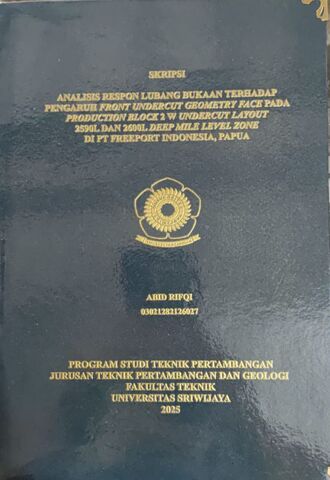 SKRIPSI
ANALISIS RESPON LUBANG BUKAAN TERHADAP
PENGARUH FRONT UNDERCUT GEOMETRY FACE PADA
PRODUCTION BLOCK 2 W UNDERCUT LAYOUT
2590L DAN 2600L DEEP MILE LEVEL ZONE
DI PT FREEPORT INDONESIA, PAPUA
ABID RIFQI
03021282126027
PROGRAM STUDI TEKNIK PERTAMBANGAN
JURUSAN TEKNIK PERTAMBANGAN DAN GEOLOGI
FAKULTAS TEKNIK
UNIVERSITAS SRIWIJAYA
2025